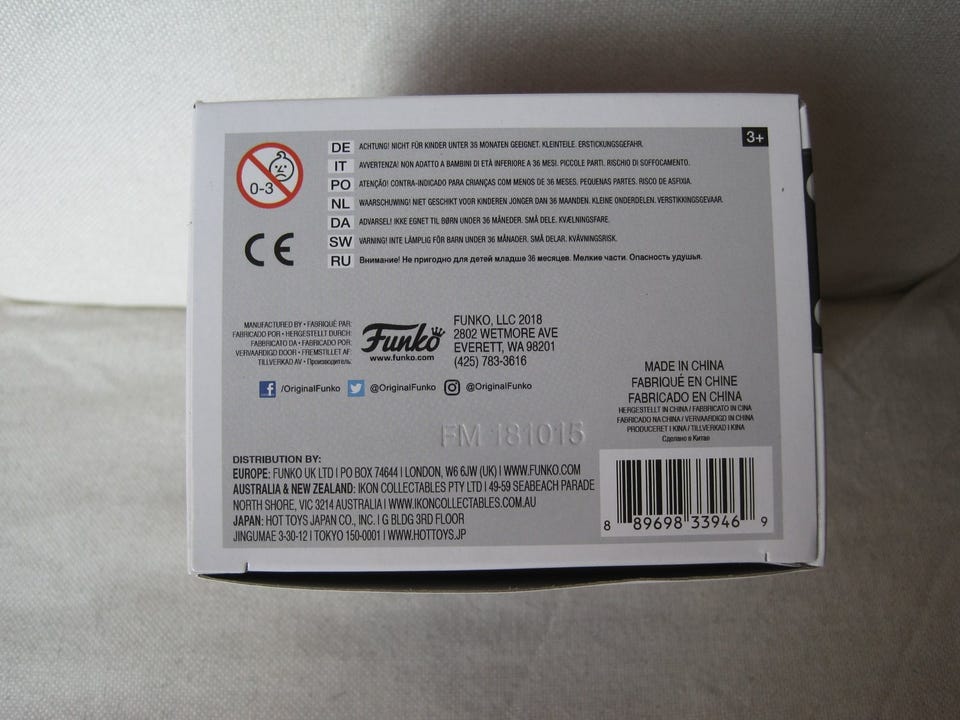 3+
0-3
CE
DE ACHTUNG! NICHT FÜR KINDER UNTER 36 MONATEN GEEIGNET. KLEINTEILE. ERSTICKUNGSGEFAHR.
IT AVVERTENZA! NON ADATTO A BAMBINI DI ETÀ INFERIORE A 36 MESI. PICCOLE PARTI. RISCHIO DI SOFFOCAMENTO.
PO ATENÇÃO! CONTRA-INDICADO PARA CRIANÇAS COM MENOS DE 36 MESES. PEQUENAS PARTES. RISCO DE ASFIXIA.
NL WAARSCHUWING! NIET GESCHIKT VOOR KINDEREN JONGER DAN 36 MAANDEN. KLEINE ONDERDELEN. VERSTIKKINGSGEVAAR.
DA ADVARSEL! IKKE EGNET TIL BØRN UNDER 36 MÅNEDER. SMÅ DELE. KVÆLNINGSFARE.
SW VARNING! INTE LÄMPLIG FÖR BARN UNDER 36 MÅNADER. SMÅ DELAR. KVÄVNINGSRISK.
RU Внимание! Не пригодно для детей младше 36 месяцев. Мелкие части. Опасность удушья.
MANUFACTURED BY • FABRIQUÉ PAR:
FABRICADO POR • HERGESTELLT DURCH:
FABBRICATO DA • FABRICADO POR:
VERVAARDIGD DOOR • FREMSTILLET AF:
TILLVERKAD AV • Производитель:
Funko
www.funko.com
FUNKO, LLC 2018
2802 WETMORE AVE
EVERETT, WA 98201
(425) 783-3616
/OriginalFunko @OriginalFunko @OriginalFunko
MADE IN CHINA
FABRIQUÉ EN CHINE
FABRICADO EN CHINA
HERGESTELLT IN CHINA / FABBRICATO IN CINA
FABRICADO NA CHINA / VERVAARDIGD IN CHINA
PRODUCERET I KINA / TILLVERKAD I KINA
Сделано в Китае
FM 181015
DISTRIBUTION BY:
EUROPE: FUNKO UK LTD I PO BOX 74644 I LONDON, W6 6JW (UK) I WWW.FUNKO.COM
AUSTRALIA & NEW ZEALAND: IKON COLLECTABLES PTY LTD I 49-59 SEABEACH PARADE
NORTH SHORE, VIC 3214 AUSTRALIA I WWW.IKONCOLLECTABLES.COM.AU
JAPAN: HOT TOYS JAPAN CO., INC. I G BLDG 3RD FLOOR
JINGUMAE 3-30-12 I TOKYO 150-0001 I WWW.HOTTOYS.JP
8 89698 33946 9